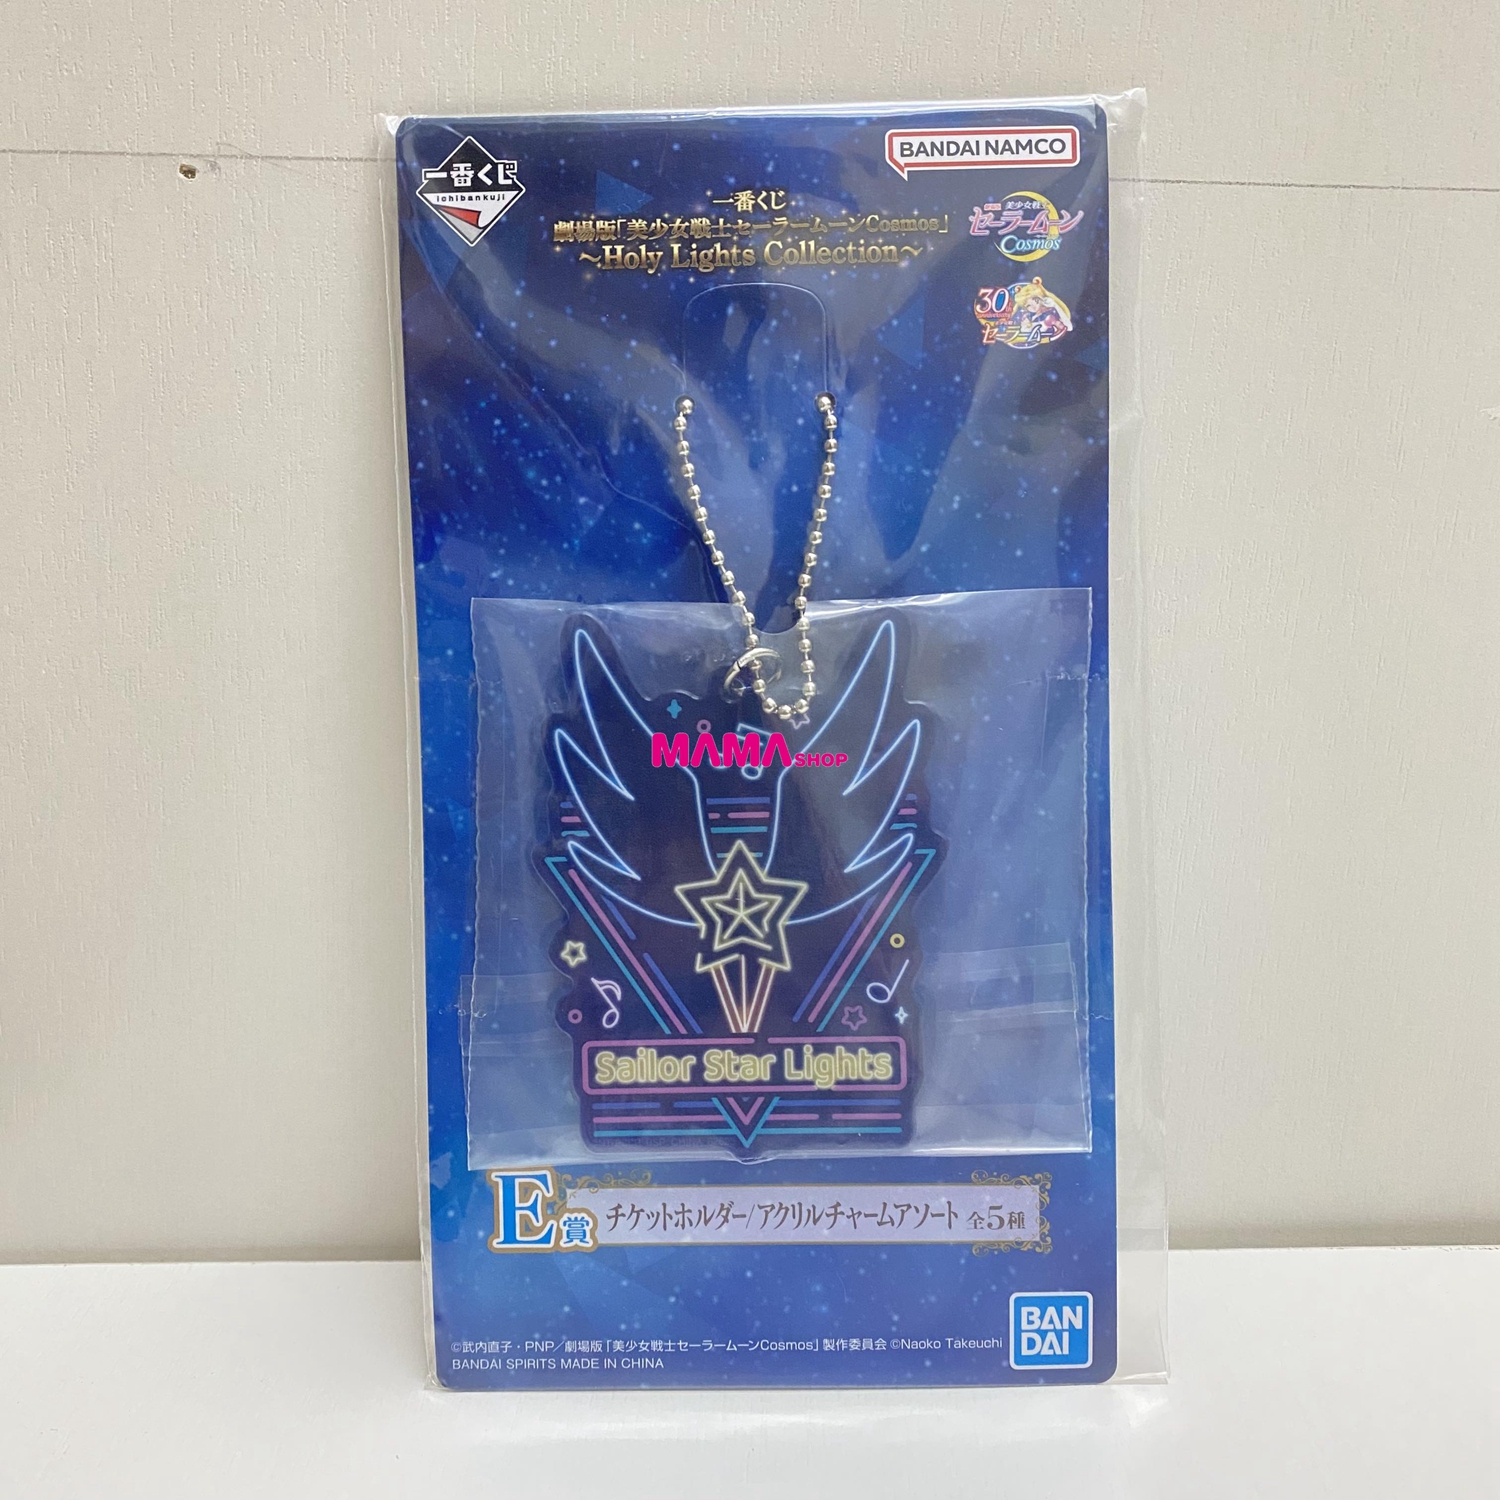 一番くじ
ichibankuji
BANDAI NAMCO
一番くじ
劇場版「美少女戦士セーラームーンCosmos」
～Holy Lights Collection～
美少女戦士
セーラームーン
Cosmos
30th
anniversary
セーラームーン
MAMA SHOP
Sailor Star Lights
E賞 チケットホルダー/アクリルチャームアソート 全5種
©武内直子・PNP／劇場版「美少女戦士セーラームーンCosmos」製作委員会 ©Naoko Takeuchi
BANDAI SPIRITS MADE IN CHINA
BAN
DAI